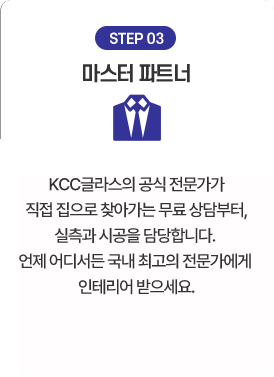 STEP 03
마스터 파트너
KCC글라스의 공식 전문가가
직접 집으로 찾아가는 무료 상담부터,
실측과 시공을 담당합니다.
언제 어디서든 국내 최고의 전문가에게
인테리어 받으세요.